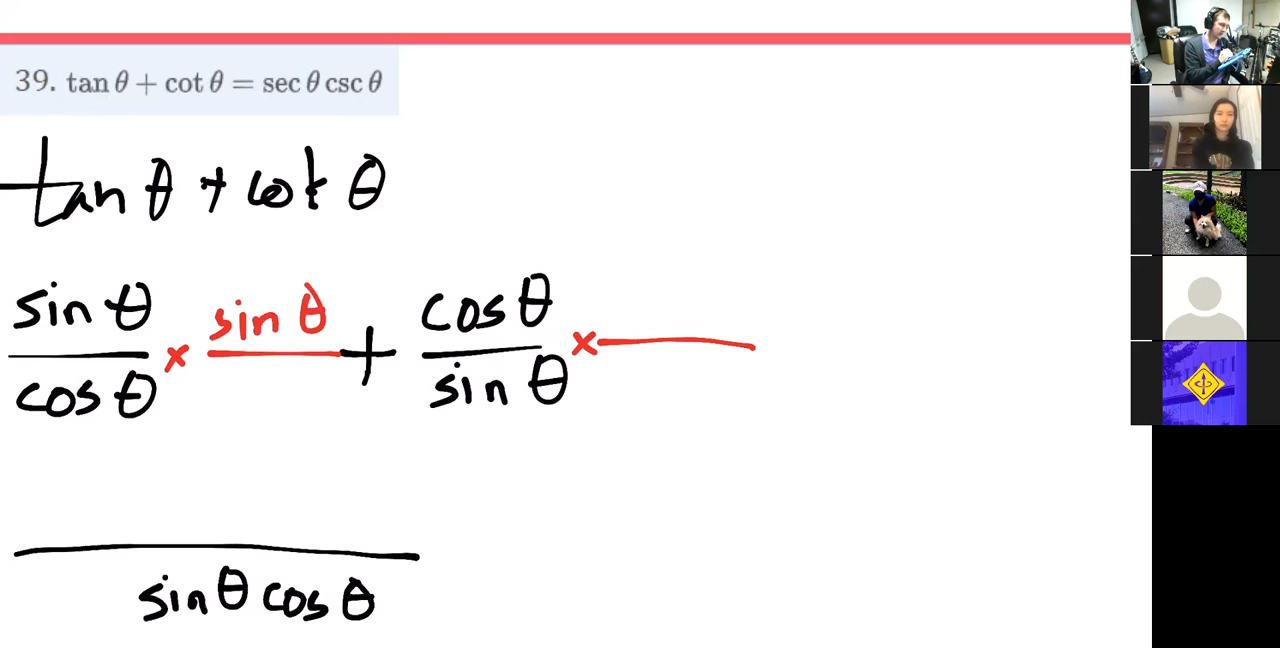 39. tan θ + cot θ = sec θ csc θ
tan θ + cot θ
sin θ × sin θ + cos θ ×
cos θ sin θ
sin θ cos θ